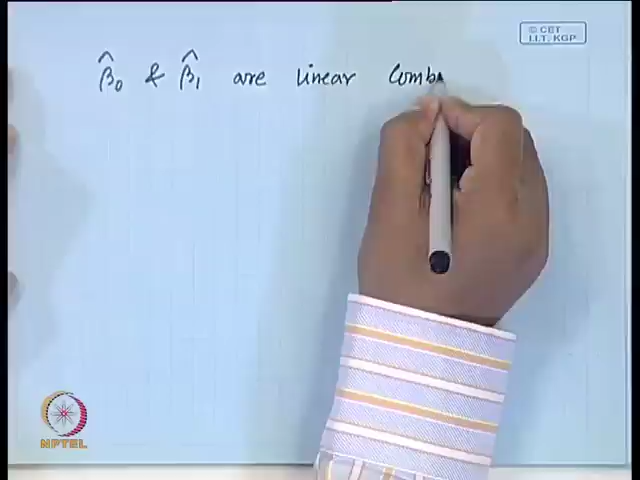 © CET
I.I.T. KGP
β̂₀ & β̂₁ are linear Comb
NPTEL